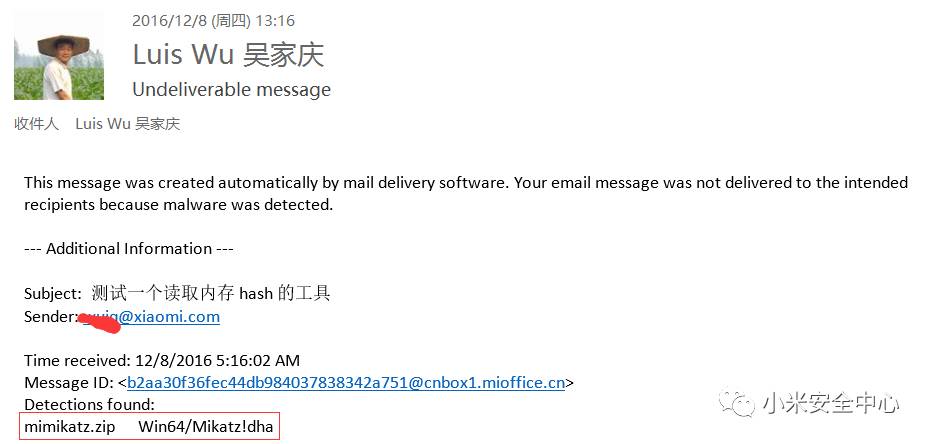 2016/12/8 (周四) 13:16
Luis Wu 吴家庆
Undeliverable message
收件人 Luis Wu 吴家庆
This message was created automatically by mail delivery software. Your email message was not delivered to the intended
recipients because malware was detected.
--- Additional Information ---
Subject: 测试一个读取内存 hash 的工具
Sender: @xiaomi.com
Time received: 12/8/2016 5:16:02 AM
Message ID: <b2aa30f36fec44db984037838342a751@cnbox1.mioffice.cn>
Detections found:
mimikatz.zip Win64/Mikatz!dha
小米安全中心